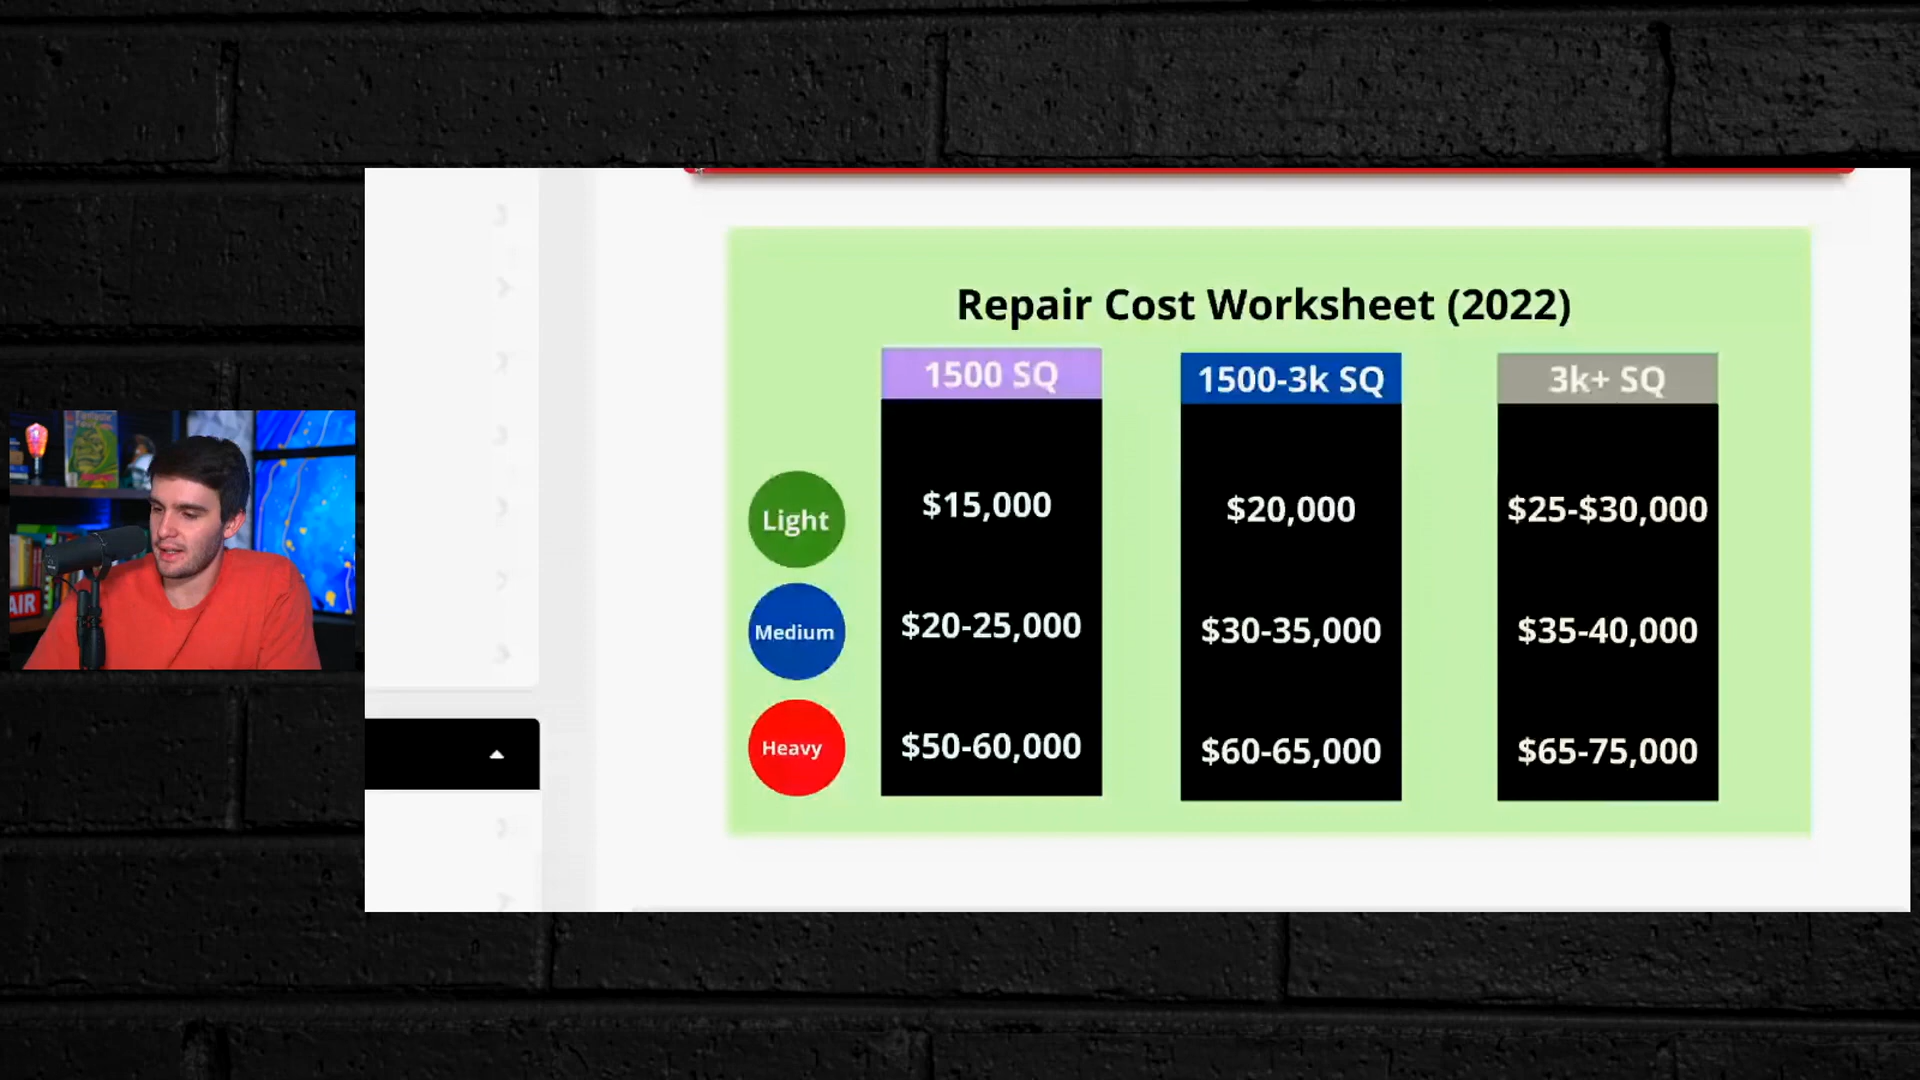 Repair Cost Worksheet (2022)
1500 SQ
1500-3k SQ
3k+ SQ
Light
$15,000
$20,000
$25-$30,000
Medium
$20-25,000
$30-35,000
$35-40,000
Heavy
$50-60,000
$60-65,000
$65-75,000
AIR